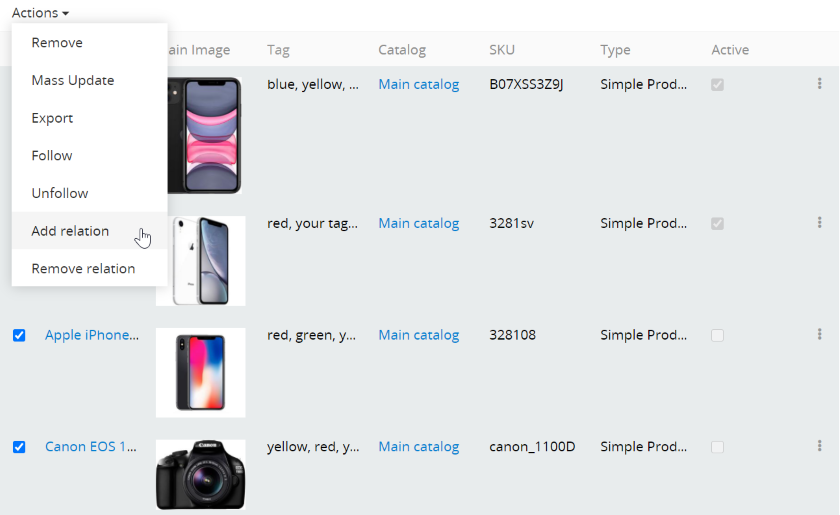 Actions
Remove
Mass Update
Export
Follow
Unfollow
Add relation
Remove relation
ain Image Tag Catalog SKU Type Active
blue, yellow, ... Main catalog B07XSS3Z9J Simple Prod...
red, your tag... Main catalog 3281sv Simple Prod...
Apple iPhone... red, green, y... Main catalog 328108 Simple Prod...
Canon EOS 1... yellow, red, y... Main catalog canon_1100D Simple Prod...
Canon